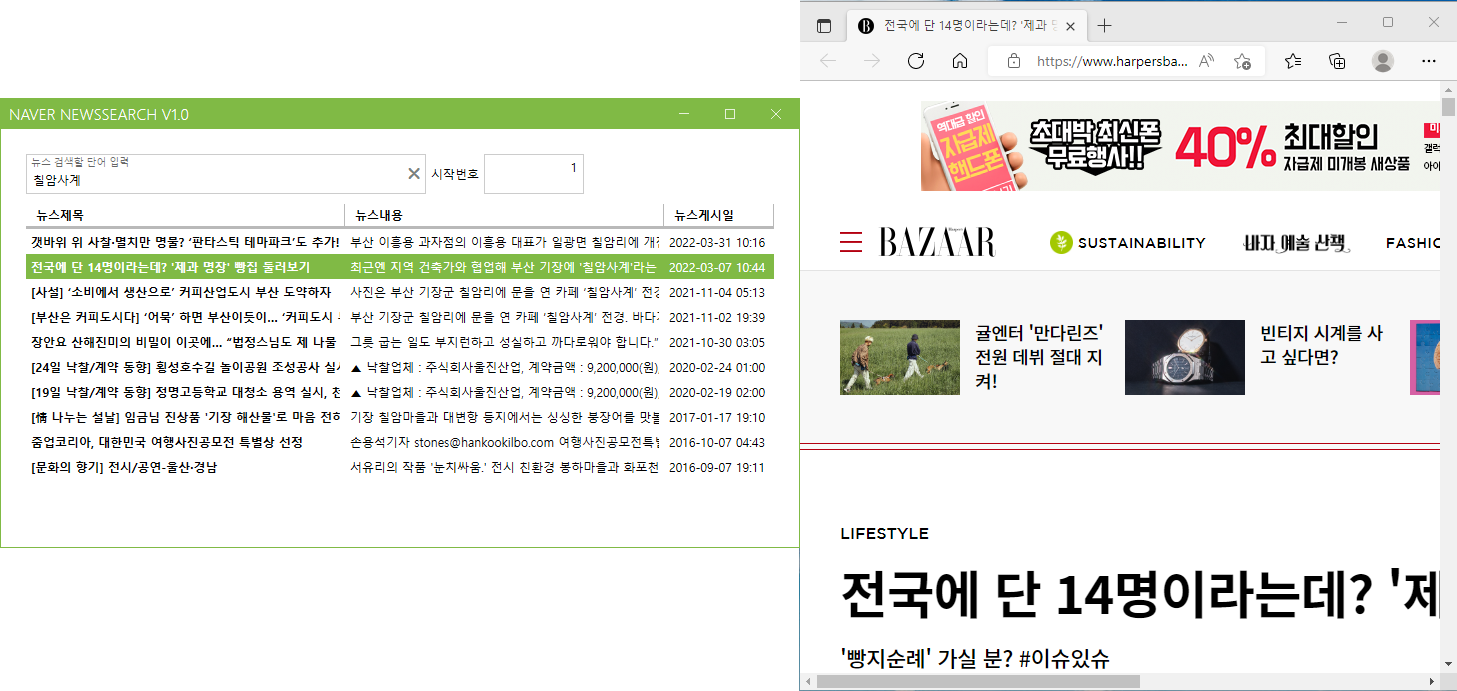 NAVER NEWSSEARCH V1.0
뉴스 검색할 단어 입력
칠암사계
시작번호
1
뉴스제목 뉴스내용 뉴스게시일
갯바위 위 사찰·멸치만 명물? ‘판타스틱 테마파크’도 추가! 부산 이흥용 과자점의 이흥용 대표가 일광면 칠암리에 개 2022-03-31 10:16
전국에 단 14명이라는데? '제과 명장' 빵집 둘러보기 최근엔 지역 건축가와 협업해 부산 기장에 '칠암사계'라는 2022-03-07 10:44
[사설] ‘소비에서 생산으로’ 커피산업도시 부산 도약하자 사진은 부산 기장군 칠암리에 문을 연 카페 ‘칠암사계’ 전경 2021-11-04 05:13
[부산은 커피도시다] ‘어묵’ 하면 부산이듯이… ‘커피도시 부산 기장군 칠암리에 문을 연 카페 ‘칠암사계’ 전경. 바다 2021-11-02 19:39
장안요 산해진미의 비밀이 이곳에… “법정스님도 제 나물 그릇 굽는 일도 부지런하고 성실하고 까다로워야 합니다.” 2021-10-30 03:05
[24일 낙찰/계약 동향] 횡성호수길 놀이공원 조성공사 실시 ▲ 낙찰업체 : 주식회사울진산업, 계약금액 : 9,200,000(원), 2020-02-24 01:00
[19일 낙찰/계약 동향] 정명고등학교 대청소 용역 실시, 천 ▲ 낙찰업체 : 주식회사울진산업, 계약금액 : 9,200,000(원), 2020-02-19 02:00
[情 나누는 설날] 임금님 진상품 '기장 해산물'로 마음 전하 기장 칠암마을과 대변항 등지에서는 싱싱한 붕장어를 맛볼 2017-01-17 19:10
줌업코리아, 대한민국 여행사진공모전 특별상 선정 손용석기자 stones@hankookilbo.com 여행사진공모전특별 2016-10-07 04:43
[문화의 향기] 전시/공연-울산·경남 서유리의 작품 '눈치싸움.' 전시 친환경 봉하마을과 화포천 2016-09-07 19:11
B 전국에 단 14명이라는데? '제과 명
https://www.harpersba...
역대급 할인
자급제
핸드폰
초대박 최신폰
무료행사!!
40% 최대할인
자급제 미개봉 새상품
미
갤럭
아이
Harper's
BAZAAR
SUSTAINABILITY
바자 예술 산책
FASHIO
귤엔터 '만다린즈'
전원 데뷔 절대 지
켜!
빈티지 시계를 사
고 싶다면?
LIFESTYLE
전국에 단 14명이라는데? '제
'빵지순례' 가실 분? #이슈있슈